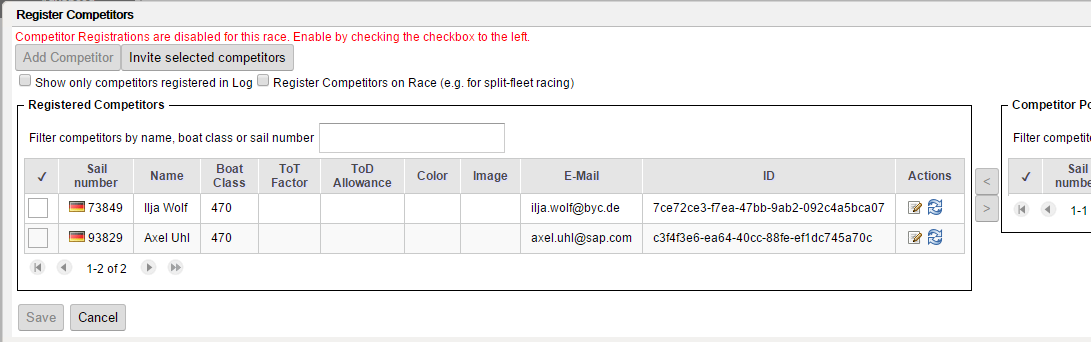 Register Competitors
Competitor Registrations are disabled for this race. Enable by checking the checkbox to the left.
Add Competitor Invite selected competitors
Show only competitors registered in Log Register Competitors on Race (e.g. for split-fleet racing)
Registered Competitors
Filter competitors by name, boat class or sail number
✓ Sail number Name Boat Class ToT Factor ToD Allowance Color Image E-Mail ID Actions
73849 Ilja Wolf 470 ilja.wolf@byc.de 7ce72ce3-f7ea-47bb-9ab2-092c4a5bca07
93829 Axel Uhl 470 axel.uhl@sap.com c3f4f3e6-ea64-40cc-88fe-ef1dc745a70c
1-2 of 2
< 
>
Competitor Po
Filter competit
✓ Sail numbe
1-1
Save Cancel